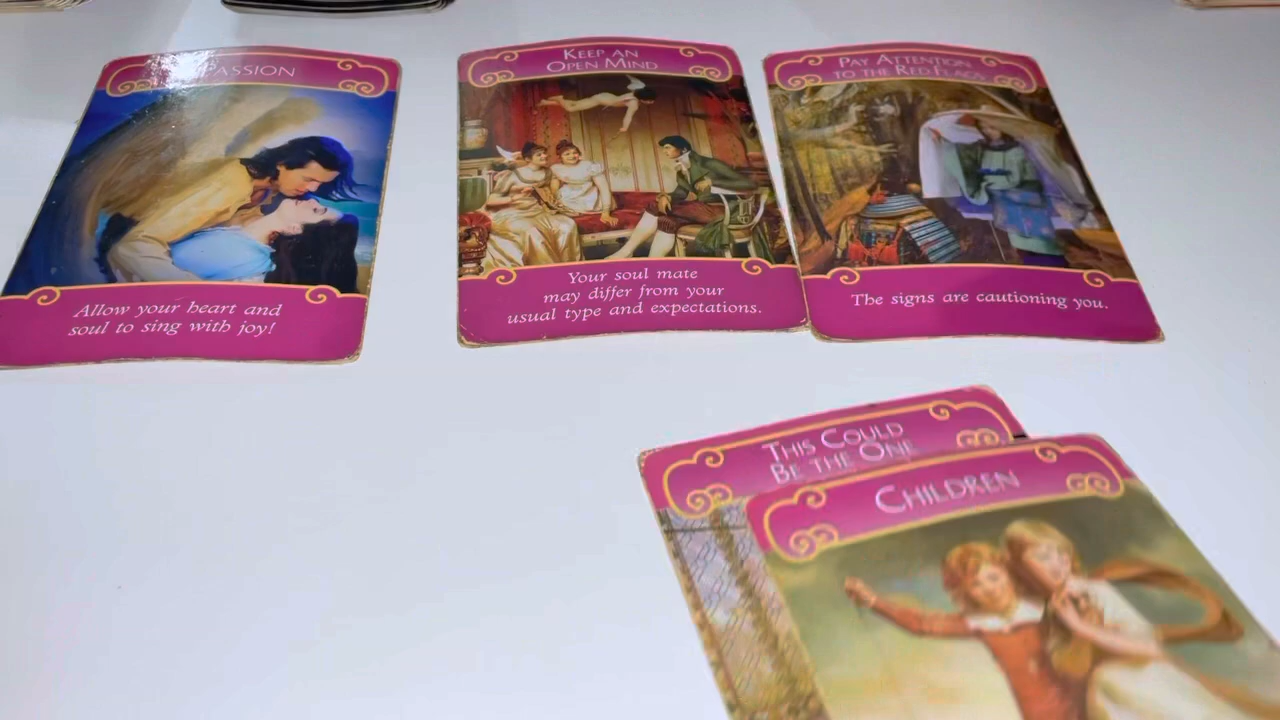 PASSION
Allow your heart and
soul to sing with joy!
KEEP AN
OPEN MIND
Your soul mate
may differ from your
usual type and expectations.
PAY ATTENTION
TO THE RED FLAGS
The signs are cautioning you.
THIS COULD
BE THE ONE
CHILDREN